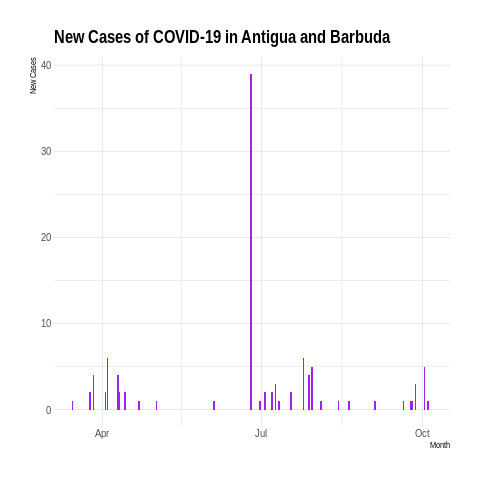 New Cases of COVID-19 in Antigua and Barbuda
New Cases
40
30
20
10
0
Apr
Jul
Oct
Month